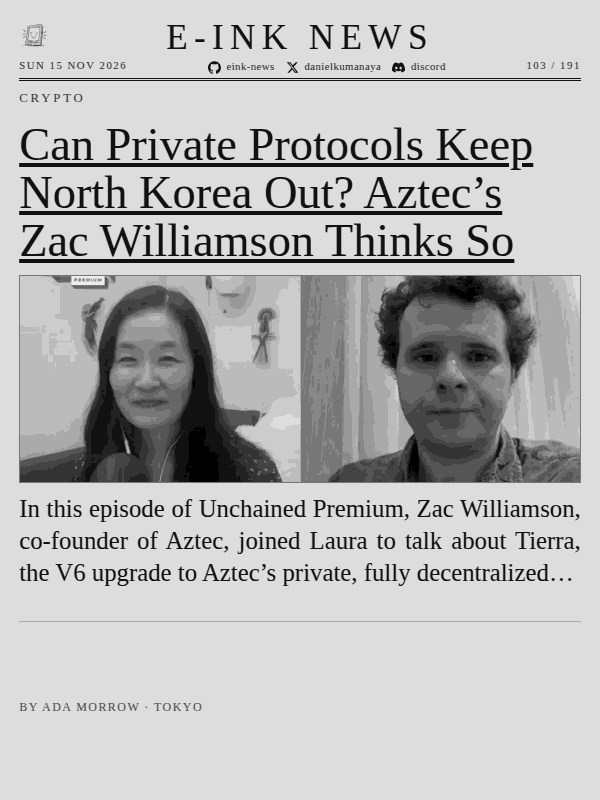 E-INK NEWS
SUN 15 NOV 2026
eink-news
danielkumanaya
discord
103 / 191
CRYPTO
Can Private Protocols Keep
North Korea Out? Aztec’s
Zac Williamson Thinks So
PREMIUM
In this episode of Unchained Premium, Zac Williamson,
co-founder of Aztec, joined Laura to talk about Tierra,
the V6 upgrade to Aztec’s private, fully decentralized…
BY ADA MORROW · TOKYO